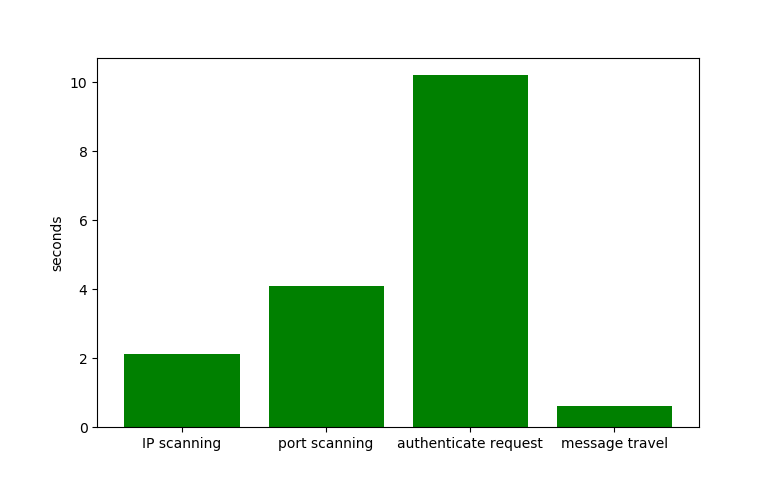 10
8
6
4
2
0
seconds
IP scanning
port scanning
authenticate request
message travel